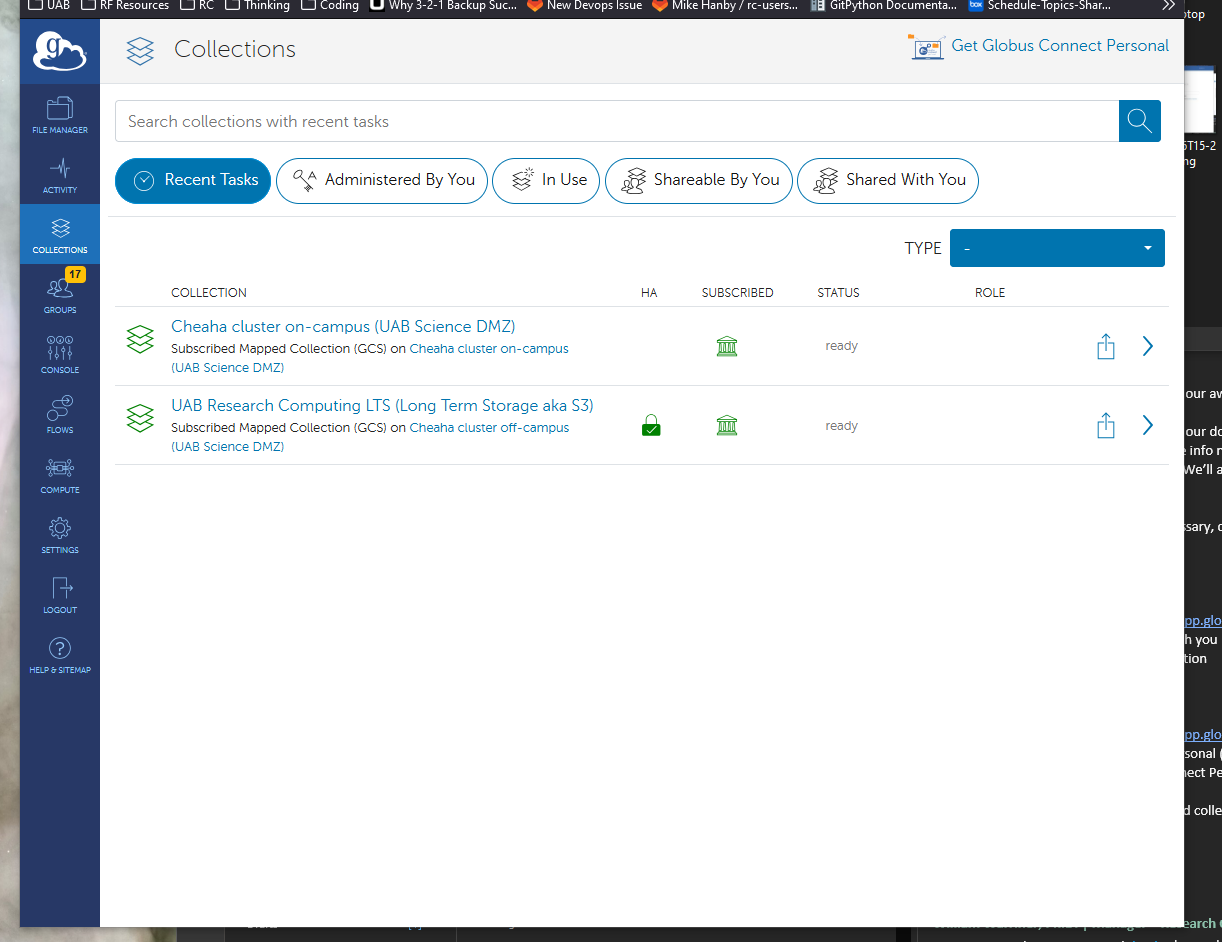 UAB RF Resources RC Thinking Coding Why 3-2-1 Backup Suc... New Devops Issue Mike Hanby / rc-users... GitPython Documenta... Schedule-Topics-Shar...
Collections
Get Globus Connect Personal
FILE MANAGER
ACTIVITY
COLLECTIONS
17
GROUPS
CONSOLE
FLOWS
COMPUTE
SETTINGS
LOGOUT
HELP & SITEMAP
Search collections with recent tasks
Recent Tasks Administered By You In Use Shareable By You Shared With You
TYPE -
COLLECTION HA SUBSCRIBED STATUS ROLE
Cheaha cluster on-campus (UAB Science DMZ)
Subscribed Mapped Collection (GCS) on Cheaha cluster on-campus
(UAB Science DMZ)
ready
UAB Research Computing LTS (Long Term Storage aka S3)
Subscribed Mapped Collection (GCS) on Cheaha cluster off-campus
(UAB Science DMZ)
ready